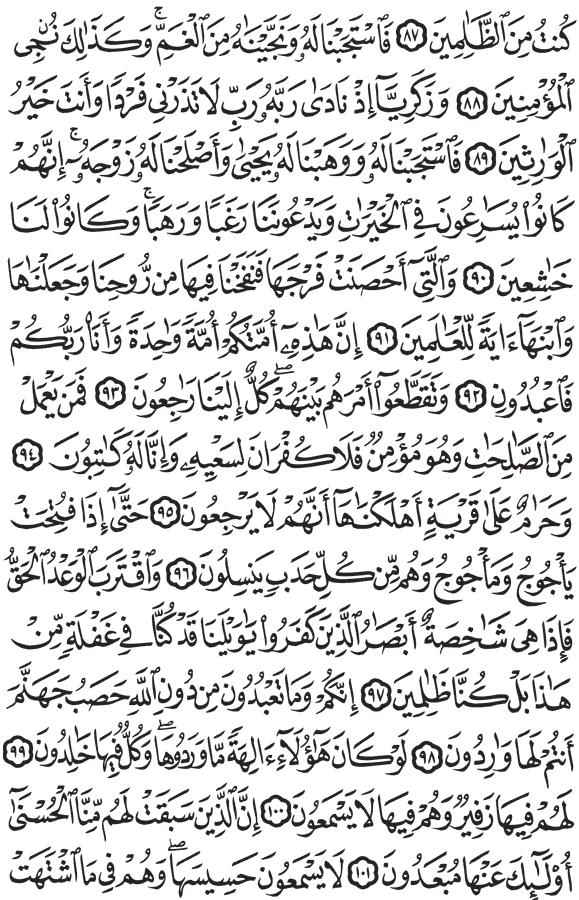 كُنتُ مِنَ ٱلظَّـٰلِمِينَ ﴿٨٧﴾ فَٱسْتَجَبْنَا لَهُۥ وَنَجَّيْنَـٰهُ مِنَ ٱلْغَمِّ ۚ وَكَذَٰلِكَ نُـۨجِى
ٱلْمُؤْمِنِينَ ﴿٨٨﴾ وَزَكَرِيَّآ إِذْ نَادَىٰ رَبَّهُۥ رَبِّ لَا تَذَرْنِى فَرْدًا وَأَنتَ خَيْرُ
ٱلْوَٰرِثِينَ ﴿٨٩﴾ فَٱسْتَجَبْنَا لَهُۥ وَوَهَبْنَا لَهُۥ يَحْيَىٰ وَأَصْلَحْنَا لَهُۥ زَوْجَهُۥٓ ۚ إِنَّهُمْ
كَانُوا۟ يُسَـٰرِعُونَ فِى ٱلْخَيْرَٰتِ وَيَدْعُونَنَا رَغَبًا وَرَهَبًا ۖ وَكَانُوا۟ لَنَا
خَـٰشِعِينَ ﴿٩٠﴾ وَٱلَّتِىٓ أَحْصَنَتْ فَرْجَهَا فَنَفَخْنَا فِيهَا مِن رُّوحِنَا وَجَعَلْنَـٰهَا
وَٱبْنَهَآ ءَايَةً لِّلْعَـٰلَمِينَ ﴿٩١﴾ إِنَّ هَـٰذِهِۦٓ أُمَّتُكُمْ أُمَّةً وَٰحِدَةً وَأَنَا۠ رَبُّكُمْ
فَٱعْبُدُونِ ﴿٩٢﴾ وَتَقَطَّعُوٓا۟ أَمْرَهُم بَيْنَهُمْ ۖ كُلٌّ إِلَيْنَا رَٰجِعُونَ ﴿٩٣﴾ فَمَن يَعْمَلْ
مِنَ ٱلصَّـٰلِحَـٰتِ وَهُوَ مُؤْمِنٌ فَلَا كُفْرَانَ لِسَعْيِهِۦ وَإِنَّا لَهُۥ كَـٰتِبُونَ ﴿٩٤﴾
وَحَرَٰمٌ عَلَىٰ قَرْيَةٍ أَهْلَكْنَـٰهَآ أَنَّهُمْ لَا يَرْجِعُونَ ﴿٩٥﴾ حَتَّىٰٓ إِذَا فُتِحَتْ
يَأْجُوجُ وَمَأْجُوجُ وَهُم مِّن كُلِّ حَدَبٍ يَنسِلُونَ ﴿٩٦﴾ وَٱقْتَرَبَ ٱلْوَعْدُ ٱلْحَقُّ
فَإِذَا هِىَ شَـٰخِصَةٌ أَبْصَـٰرُ ٱلَّذِينَ كَفَرُوا۟ يَـٰوَيْلَنَا قَدْ كُنَّا فِى غَفْلَةٍ مِّنْ
هَـٰذَا بَلْ كُنَّا ظَـٰلِمِينَ ﴿٩٧﴾ إِنَّكُمْ وَمَا تَعْبُدُونَ مِن دُونِ ٱللَّهِ حَصَبُ جَهَنَّمَ
أَنتُمْ لَهَا وَٰرِدُونَ ﴿٩٨﴾ لَوْ كَانَ هَـٰٓؤُلَآءِ ءَالِهَةً مَّا وَرَدُوهَا ۖ وَكُلٌّ فِيهَا خَـٰلِدُونَ ﴿٩٩﴾
لَهُمْ فِيهَا زَفِيرٌ وَهُمْ فِيهَا لَا يَسْمَعُونَ ﴿١٠٠﴾ إِنَّ ٱلَّذِينَ سَبَقَتْ لَهُم مِّنَّا ٱلْحُسْنَىٰٓ
أُو۟لَـٰٓئِكَ عَنْهَا مُبْعَدُونَ ﴿١٠١﴾ لَا يَسْمَعُونَ حَسِيسَهَا ۖ وَهُمْ فِى مَا ٱشْتَهَتْ